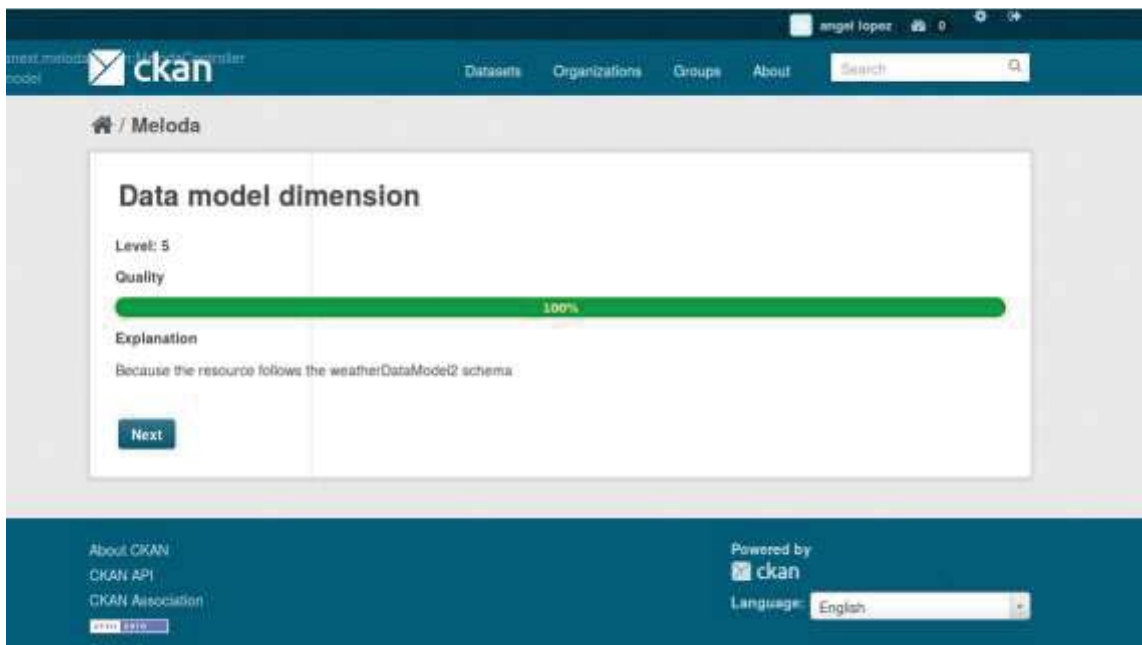 angel lopez 0
ckan
Datasets Organizations Groups About Search
/ Meloda
Data model dimension
Level: 5
Quality
100%
Explanation
Because the resource follows the weatherDataModel2 schema
Next
About CKAN
CKAN API
CKAN Association
Powered by
ckan
Language: English